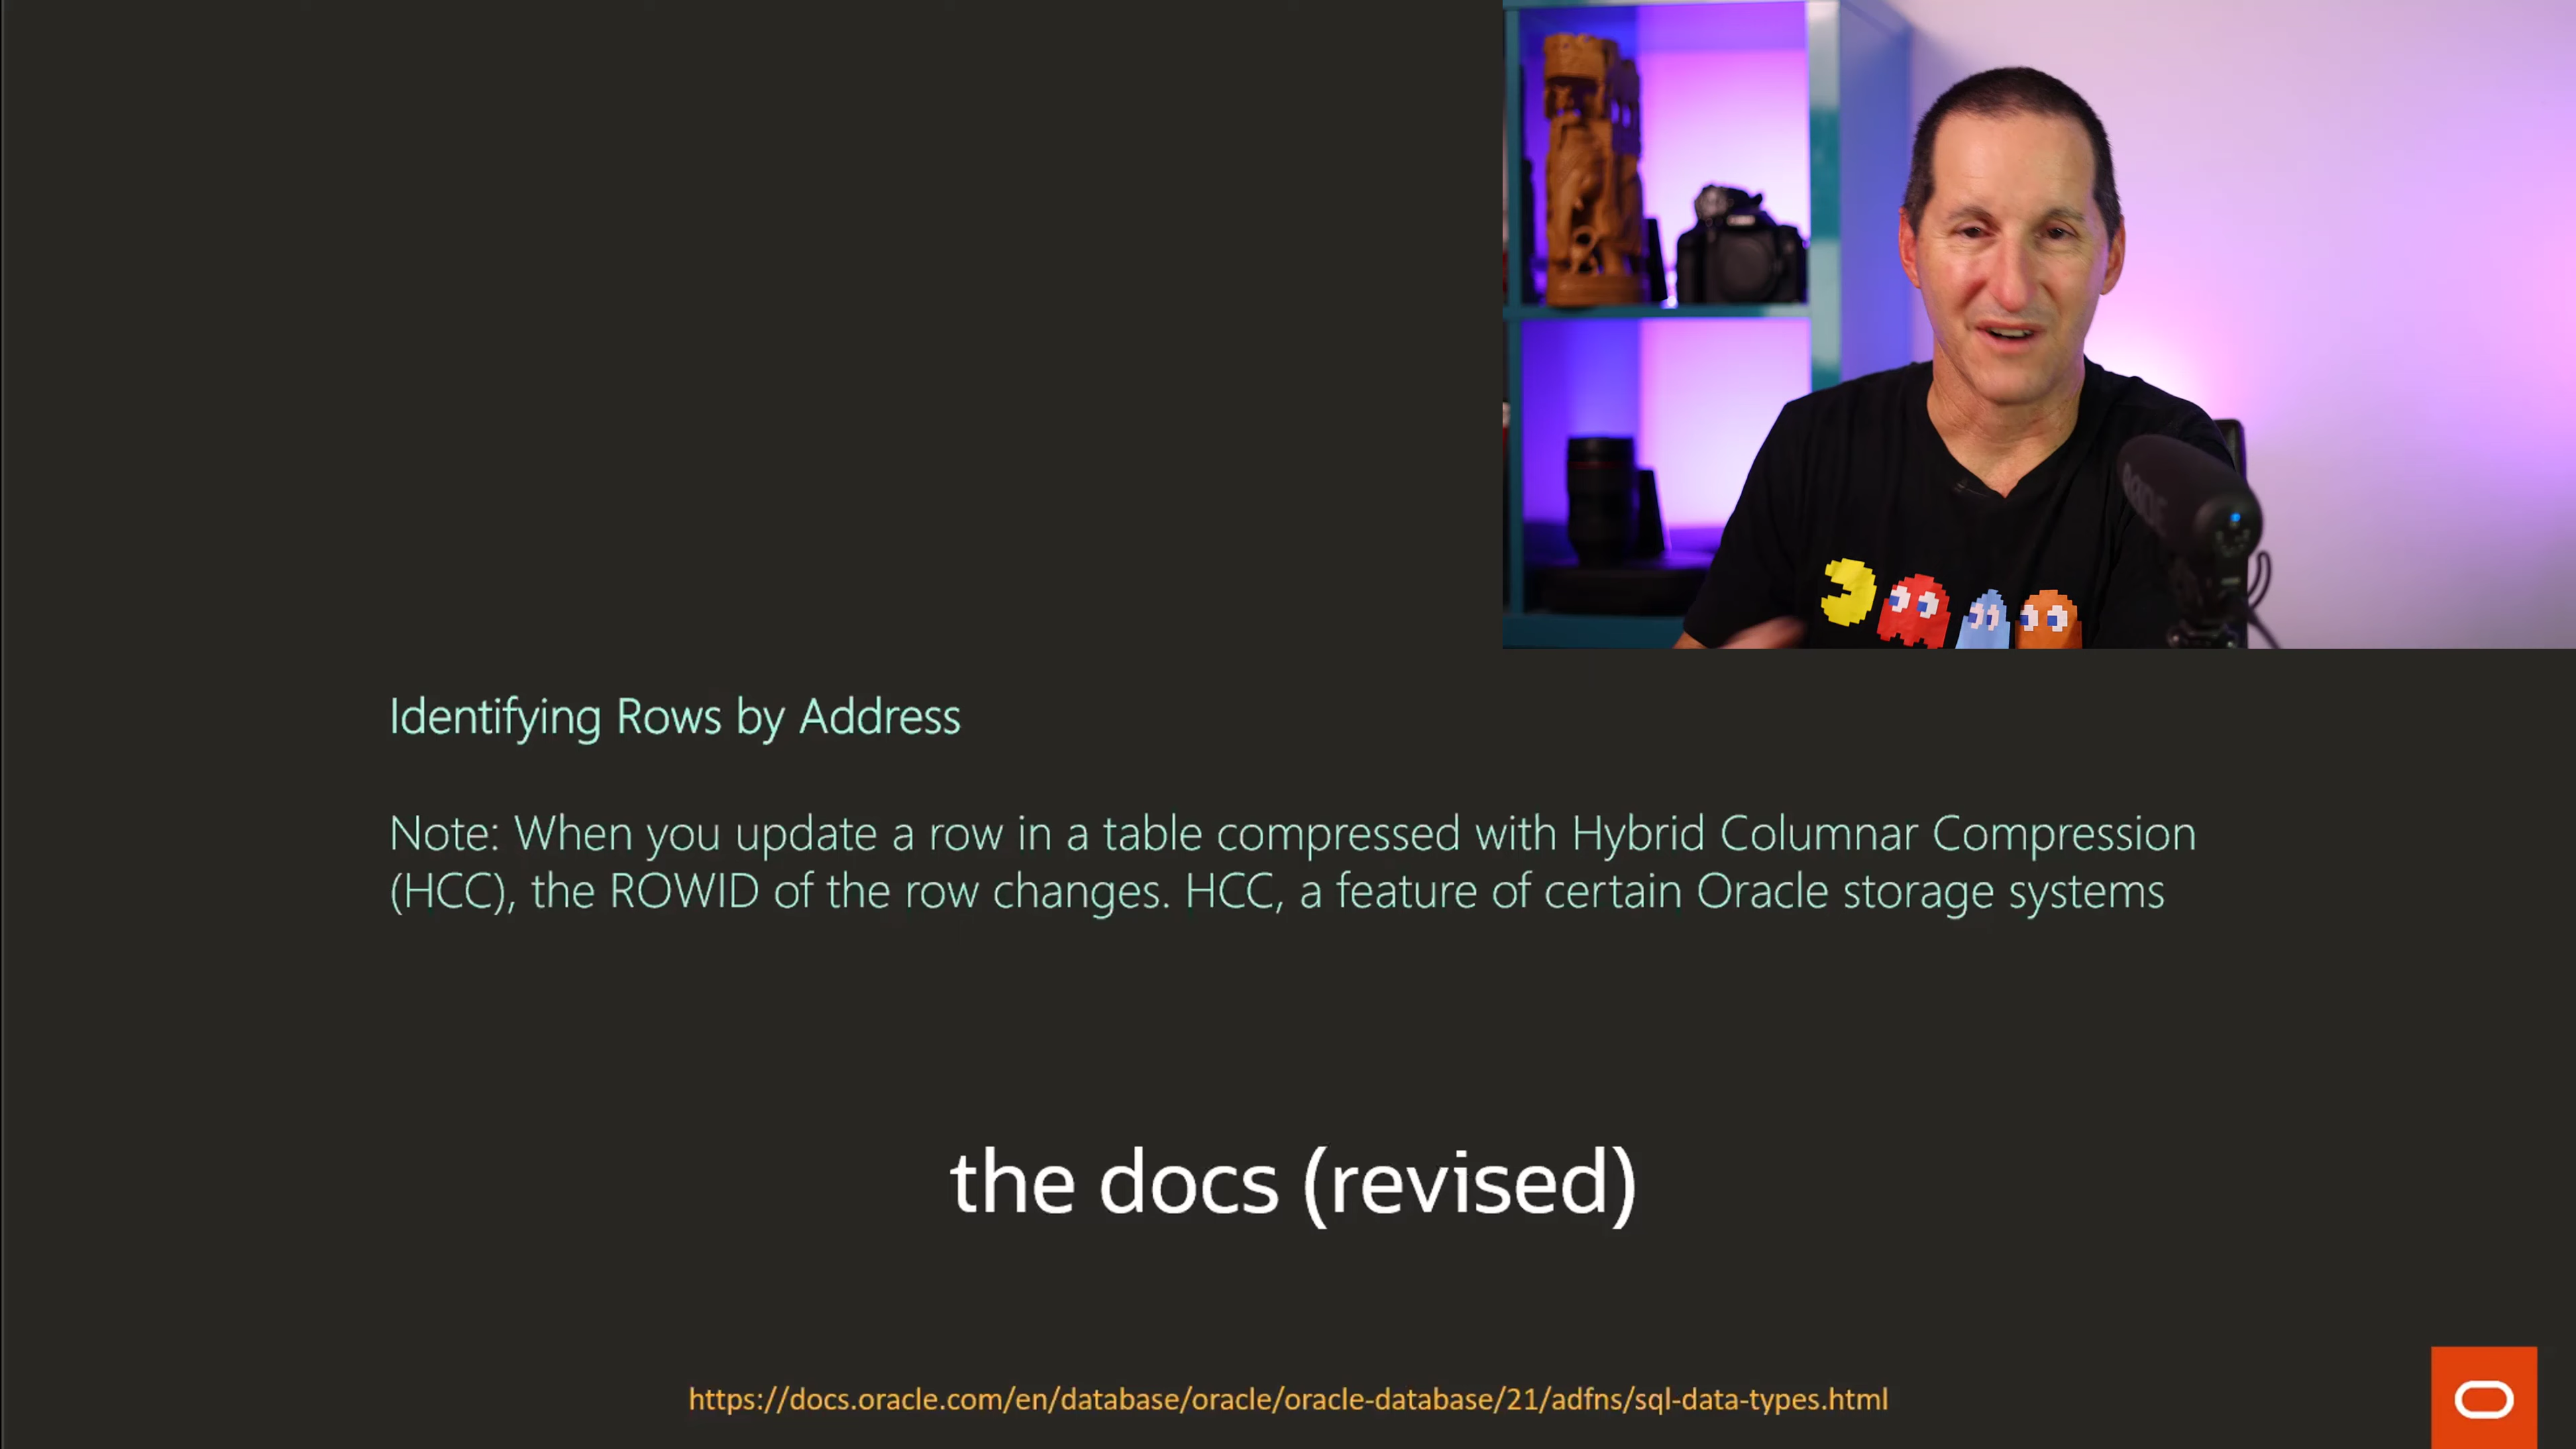 Identifying Rows by Address
Note: When you update a row in a table compressed with Hybrid Columnar Compression
(HCC), the ROWID of the row changes. HCC, a feature of certain Oracle storage systems
the docs (revised)
https://docs.oracle.com/en/database/oracle/oracle-database/21/adfns/sql-data-types.html